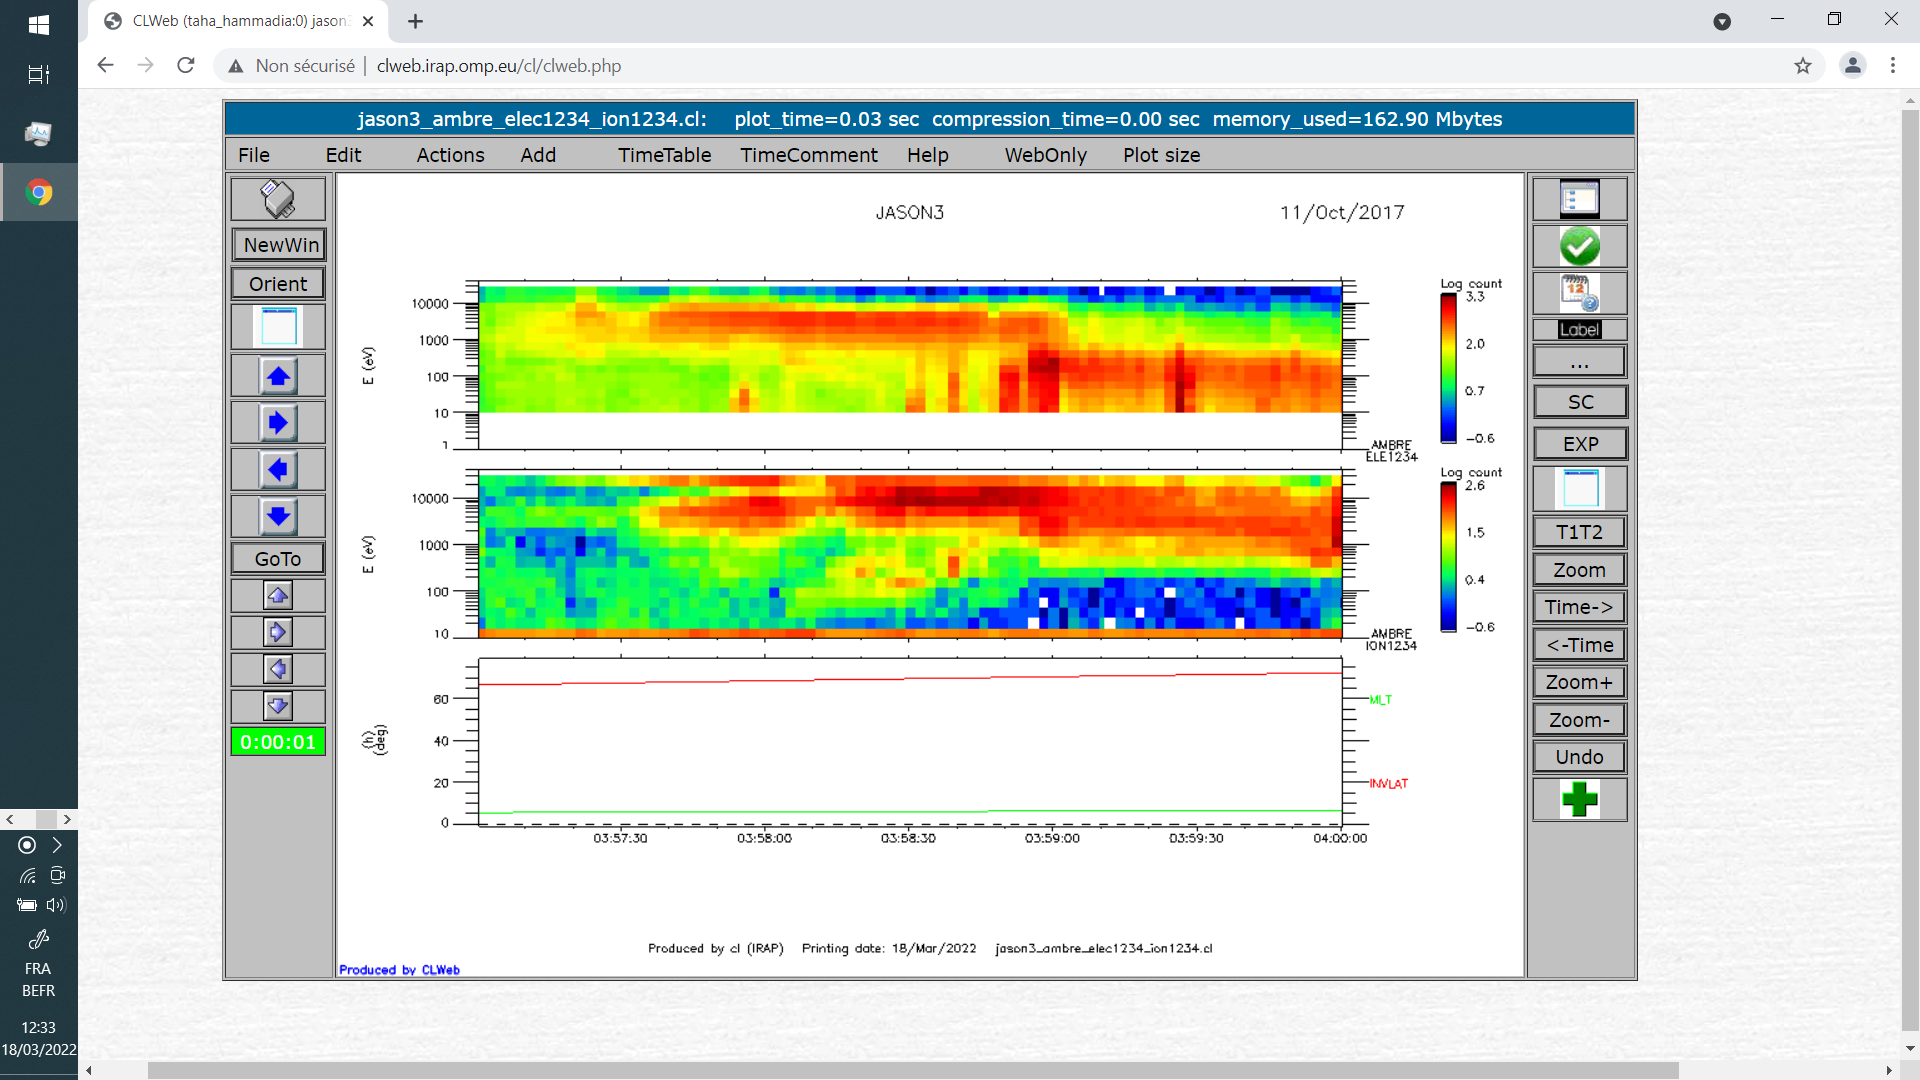 CLWeb (taha_hammadia:0) jason3
Non sécurisé | clweb.irap.omp.eu/cl/clweb.php
jason3_ambre_elec1234_ion1234.cl: plot_time=0.03 sec compression_time=0.00 sec memory_used=162.90 Mbytes
File Edit Actions Add TimeTable TimeComment Help WebOnly Plot size
NewWin
Orient
GoTo
0:00:01
JASON3 11/Oct/2017
Log count
3.3
2.0
0.7
-0.6
E (eV)
10000
1000
100
10
1
AMBRE
ELE1234
Log count
2.6
1.5
0.4
-0.6
E (eV)
10000
1000
100
10
AMBRE
ION1234
(h)
(deg)
60
40
20
0
MLT
INVLAT
03:57:30 03:58:00 03:58:30 03:59:00 03:59:30 04:00:00
Produced by cl (IRAP) Printing date: 18/Mar/2022 jason3_ambre_elec1234_ion1234.cl
Produced by CLWeb
12
Label
...
SC
EXP
T1T2
Zoom
Time->
<-Time
Zoom+
Zoom-
Undo
FRA
BEFR
12:33
18/03/2022